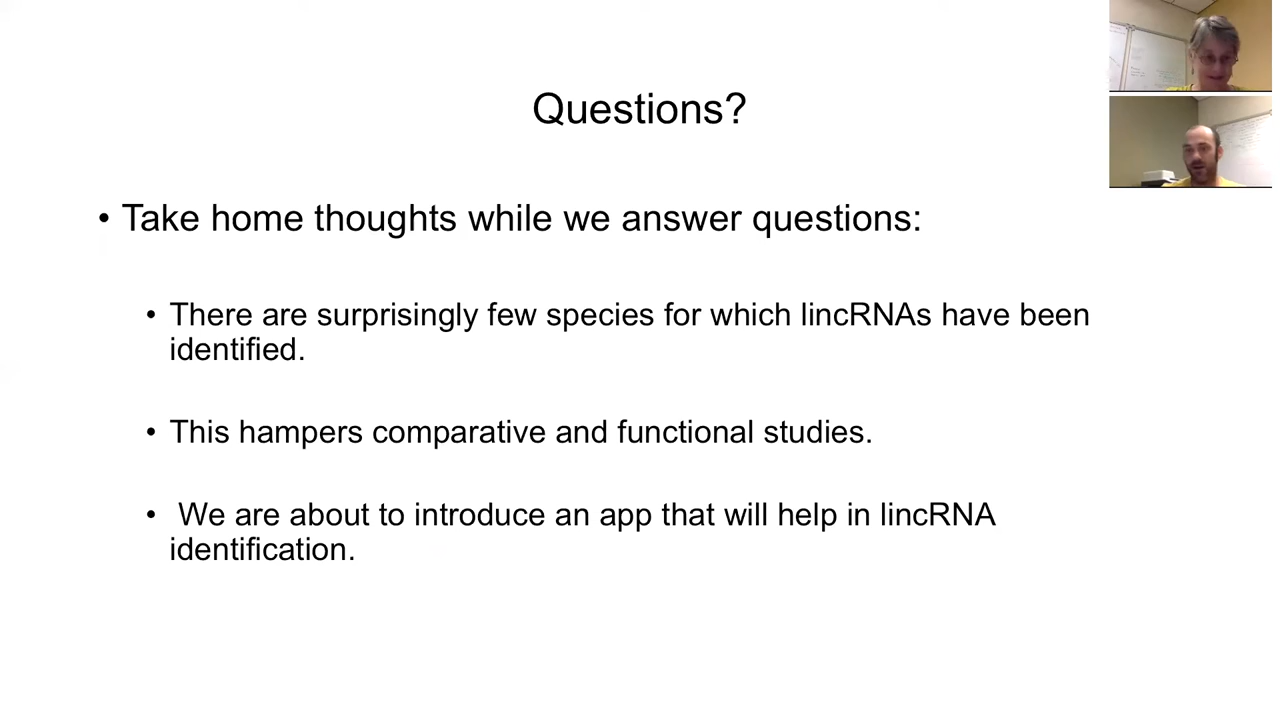 Questions?
• Take home thoughts while we answer questions:
• There are surprisingly few species for which lincRNAs have been
identified.
• This hampers comparative and functional studies.
• We are about to introduce an app that will help in lincRNA
identification.